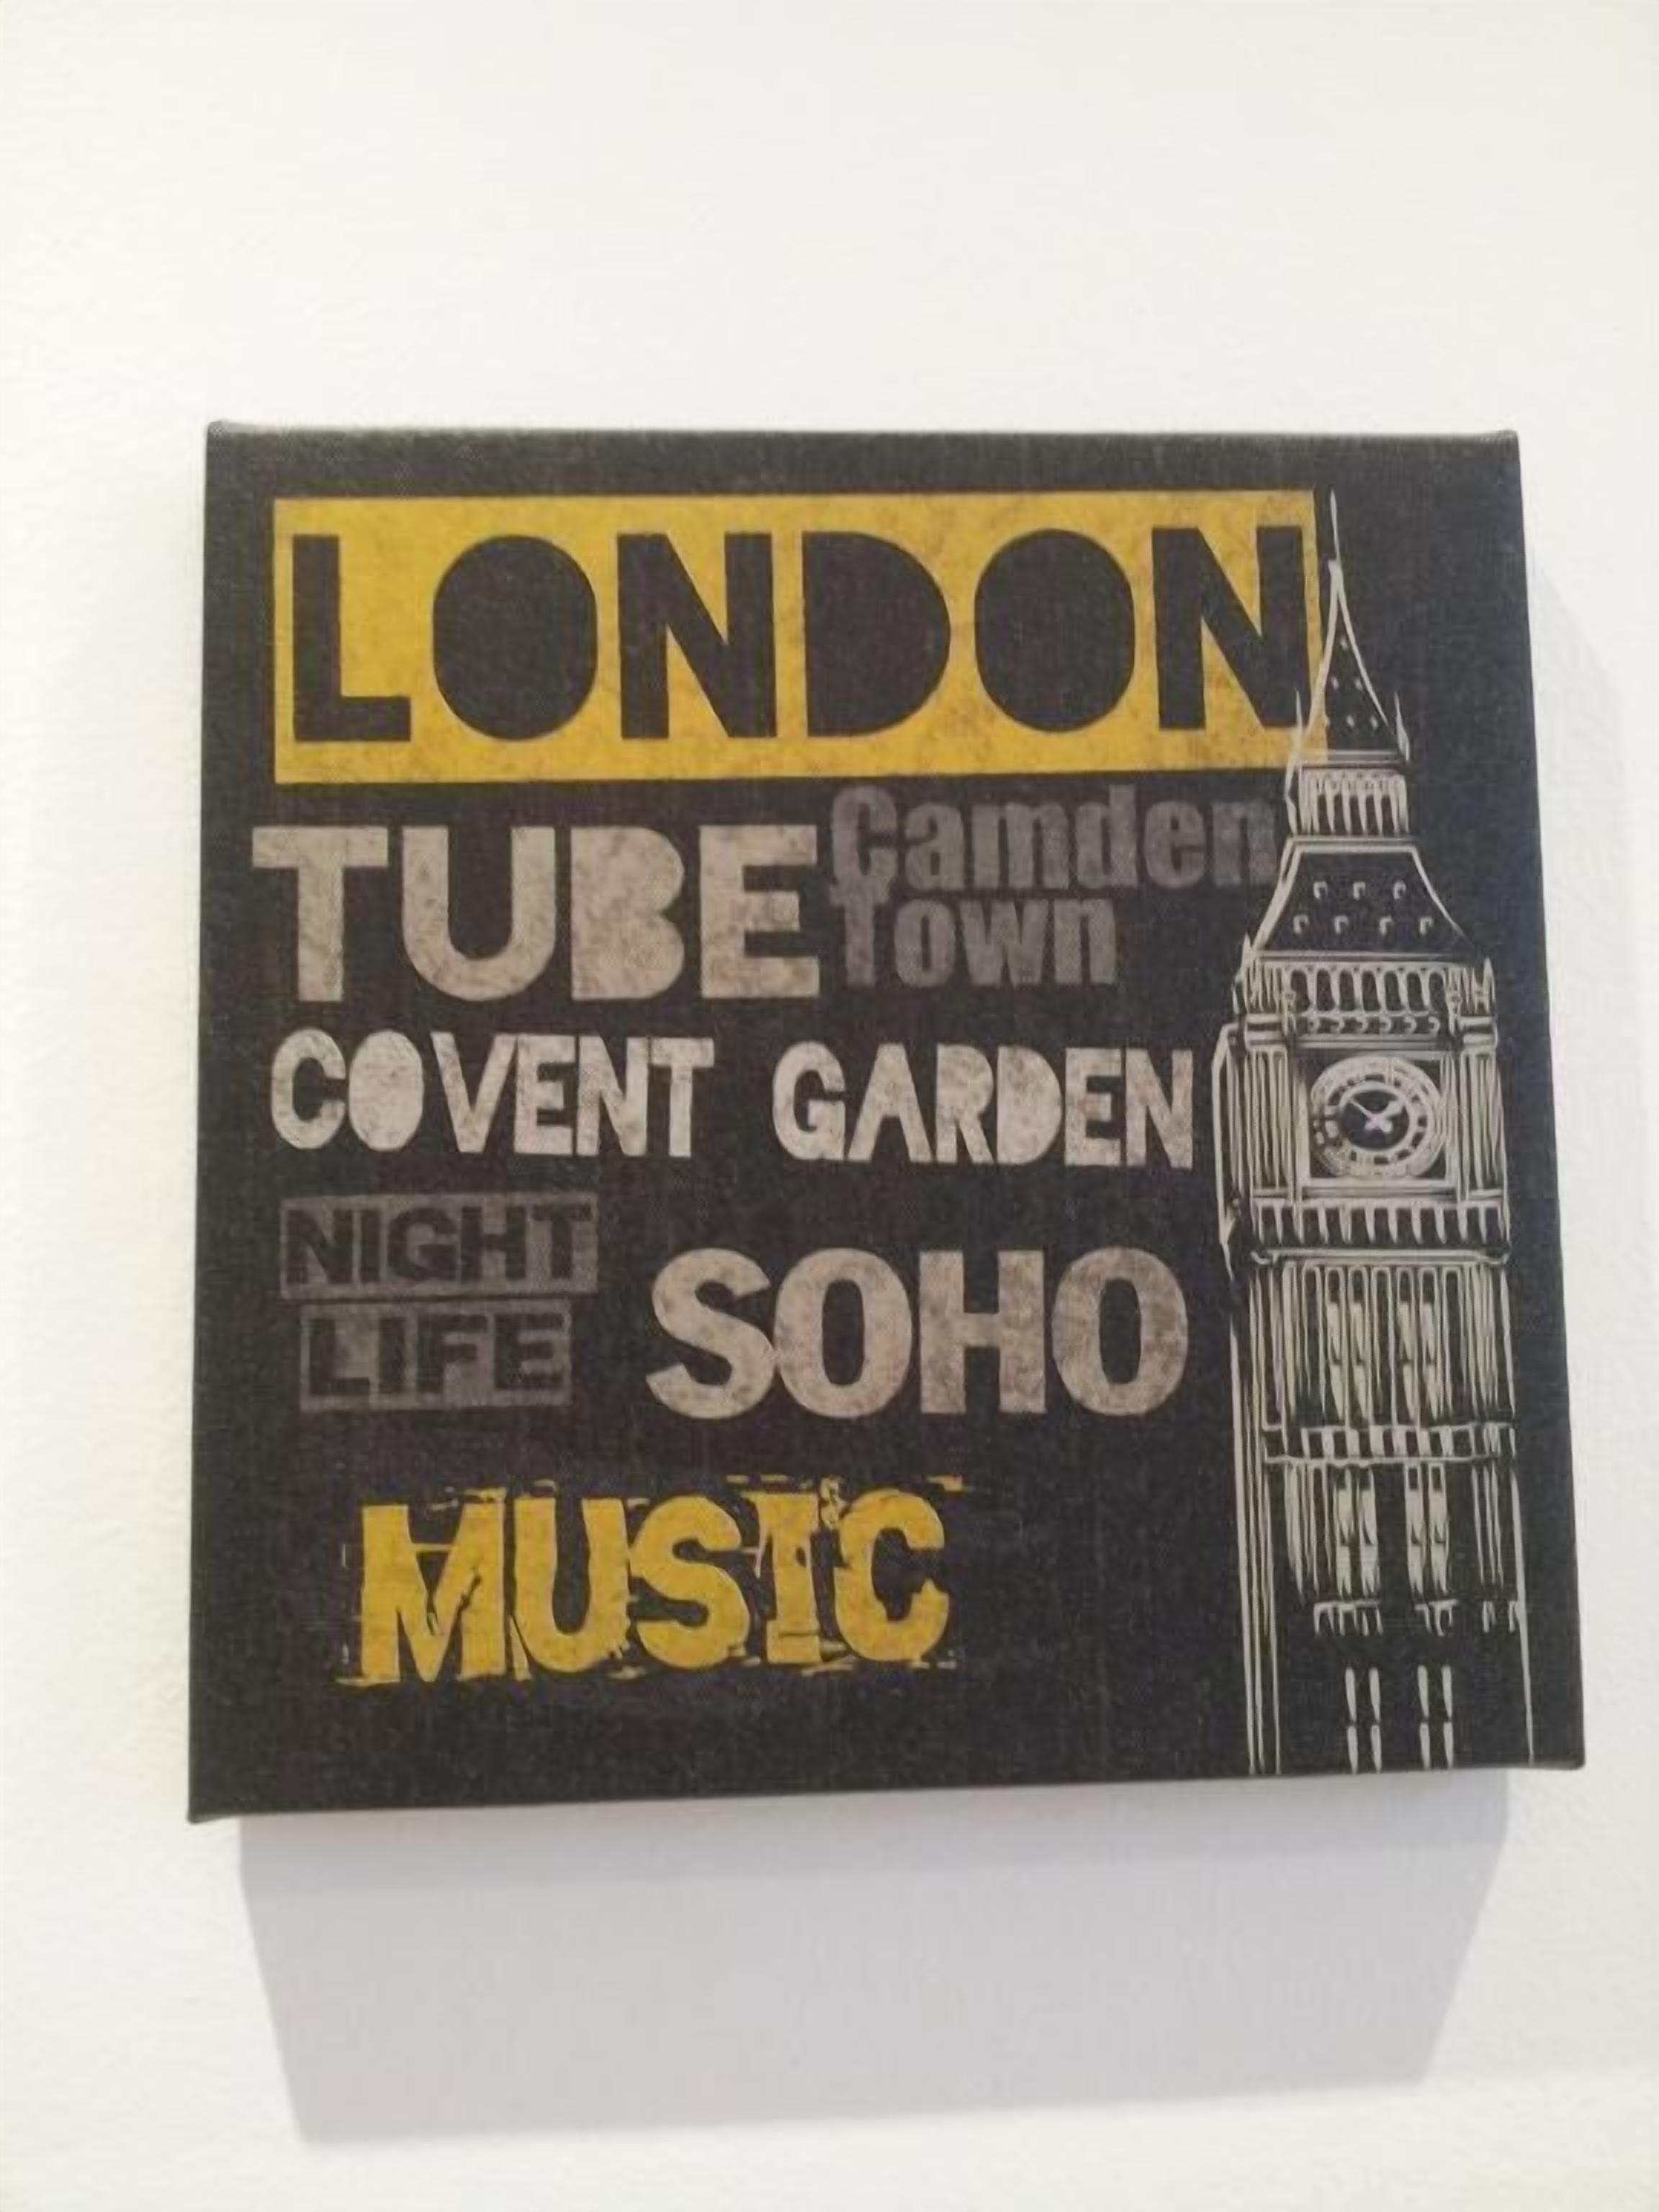 LONDON
TUBE
Camden
Town
COVENT GARDEN
NIGHT
LIFE
SOHO
MUSIC